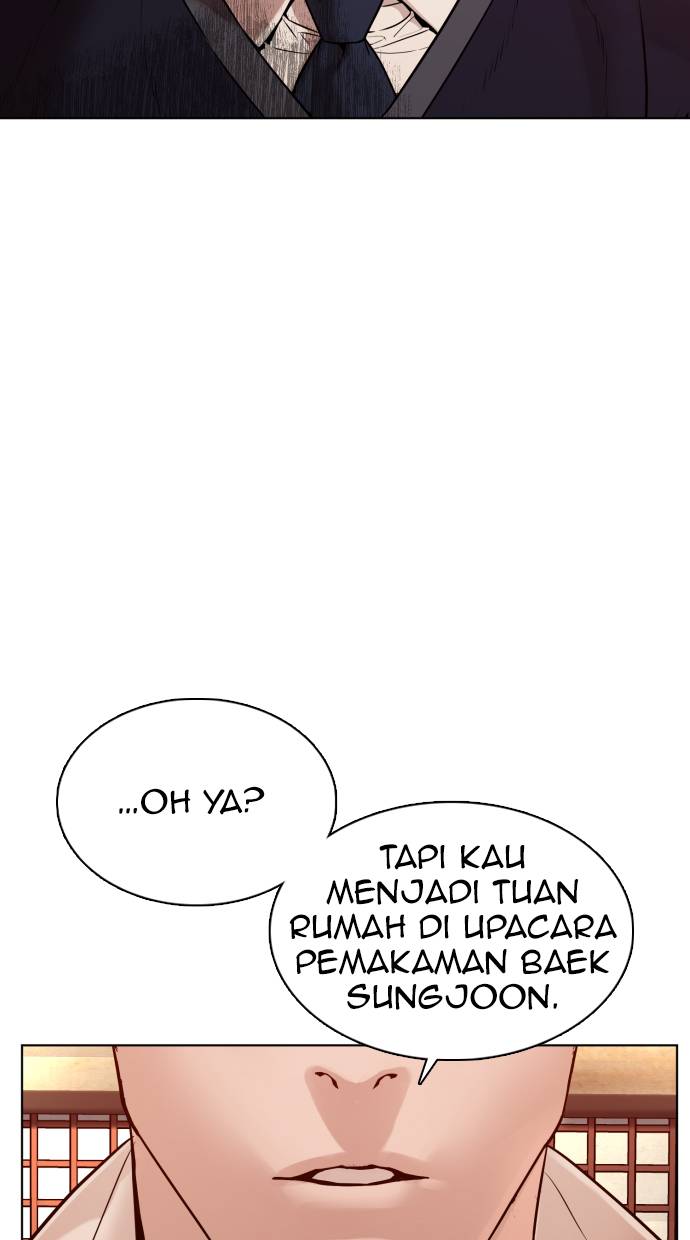 ...OH YA?
TAPI KAU
MENJADI TUAN
RUMAH DI UPACARA
PEMAKAMAN BAEK
SUNGJOON.